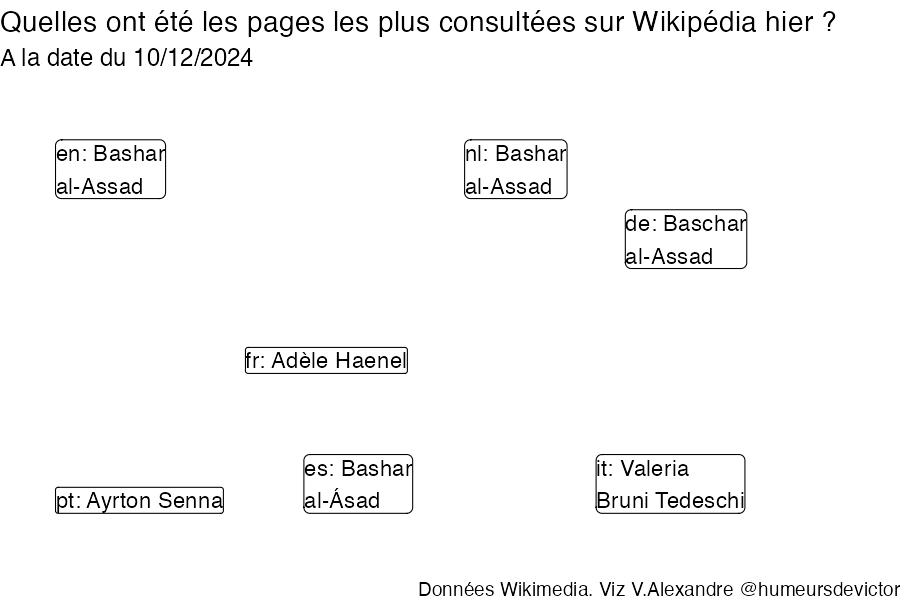 Quelles ont été les pages les plus consultées sur Wikipédia hier ?
A la date du 10/12/2024
en: Bashar
al-Assad
nl: Bashar
al-Assad
de: Baschar
al-Assad
fr: Adèle Haenel
es: Bashar
al-Ásad
it: Valeria
Bruni Tedeschi
pt: Ayrton Senna
Données Wikimedia. Viz V.Alexandre @humeursdevictor